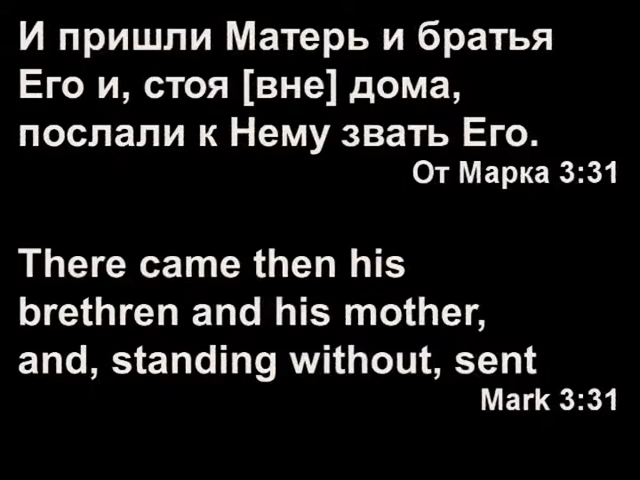 И пришли Матерь и братья
Его и, стоя [вне] дома,
послали к Нему звать Его.
От Марка 3:31
There came then his
brethren and his mother,
and, standing without, sent
Mark 3:31